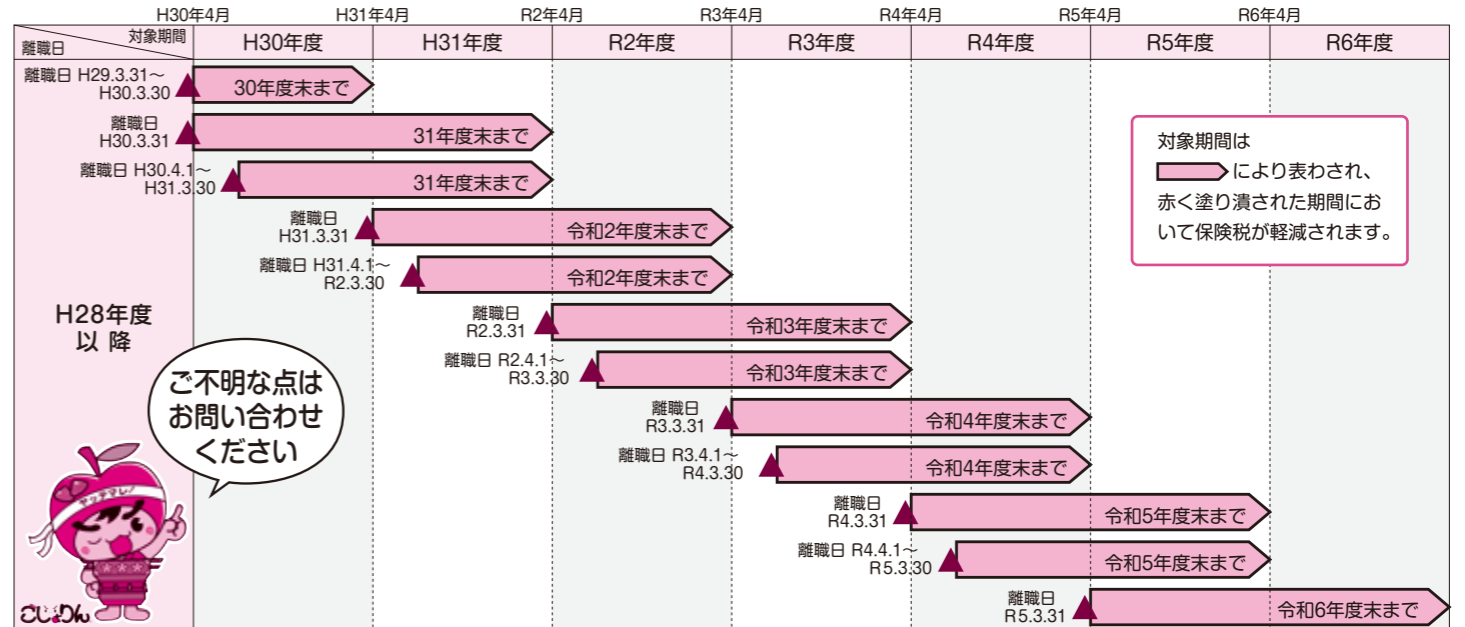 H30年4月 H31年4月 R2年4月 R3年4月 R4年4月 R5年4月 R6年4月
離職日 対象期間 H30年度 H31年度 R2年度 R3年度 R4年度 R5年度 R6年度
離職日 H29.3.31～
H30.3.30
30年度末まで
離職日
H30.3.31
31年度末まで
離職日 H30.4.1～
H31.3.30
31年度末まで
離職日
H31.3.31
令和2年度末まで
離職日 H31.4.1～
R2.3.30
令和2年度末まで
離職日
R2.3.31
令和3年度末まで
離職日 R2.4.1～
R3.3.30
令和3年度末まで
離職日
R3.3.31
令和4年度末まで
離職日 R3.4.1～
R4.3.30
令和4年度末まで
離職日
R4.3.31
令和5年度末まで
離職日 R4.4.1～
R5.3.30
令和5年度末まで
離職日
R5.3.31
令和6年度末まで
対象期間は
により表わされ、
赤く塗り潰された期間にお
いて保険税が軽減されます。
H28年度
以 降
ご不明な点は
お問い合わせ
ください
ヤッテマレ！
ごしょりん